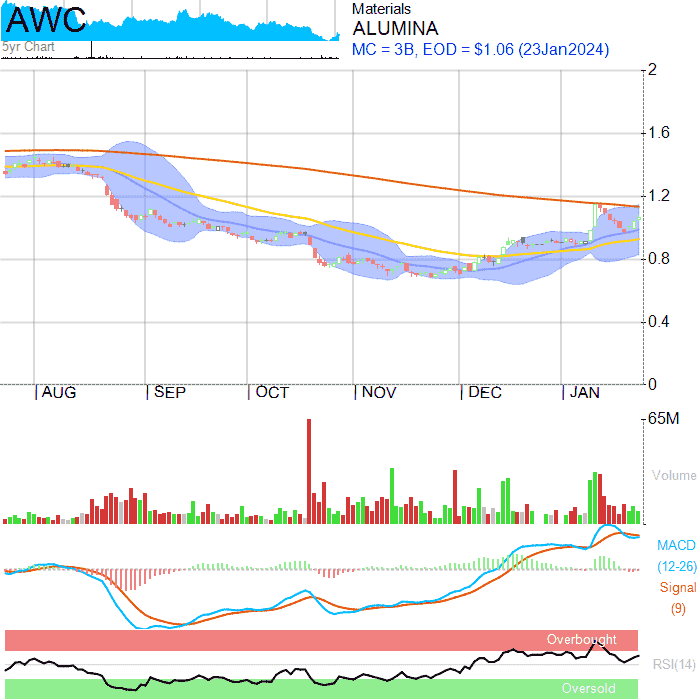 AWC
5yr Chart
Materials
ALUMINA
MC = 3B, EOD = $1.06 (23Jan2024)
2
1.6
1.2
0.8
0.4
0
AUG SEP OCT NOV DEC JAN
65M
Volume
MACD
(12-26)
Signal
(9)
Overbought
RSI(14)
Oversold